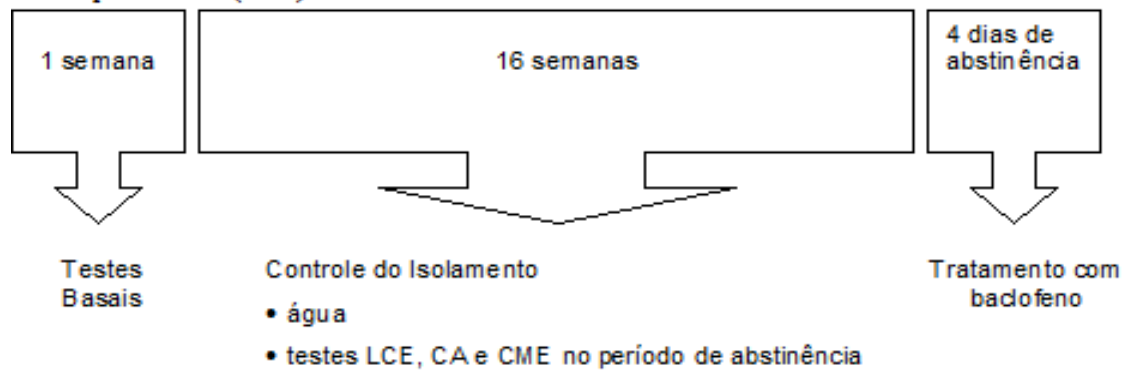 1 semana
16 semanas
4 dias de
abstinência
Testes
Basais
Controle do Isolamento
• água
• testes LCE, CA e CME no período de abstinência
Tratamento com
baclofeno